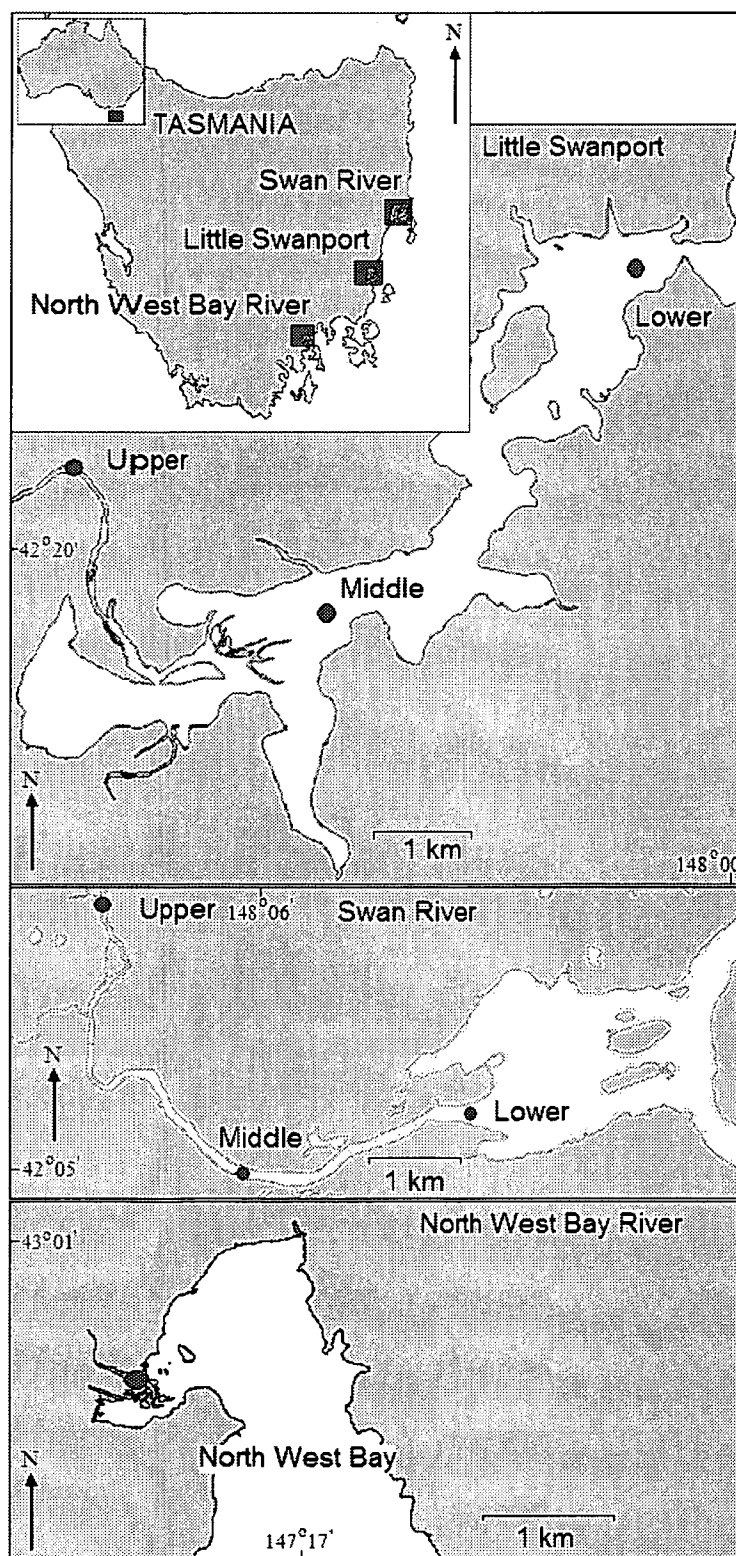 N
TASMANIA
Swan River
Little Swanport
North West Bay River
Little Swanport
Lower
Upper
42°20'
Middle
N
1 km
148°00
Upper 148°06' Swan River
N
Lower
Middle
42°05'
1 km
North West Bay River
43°01'
North West Bay
N
147°17'
1 km